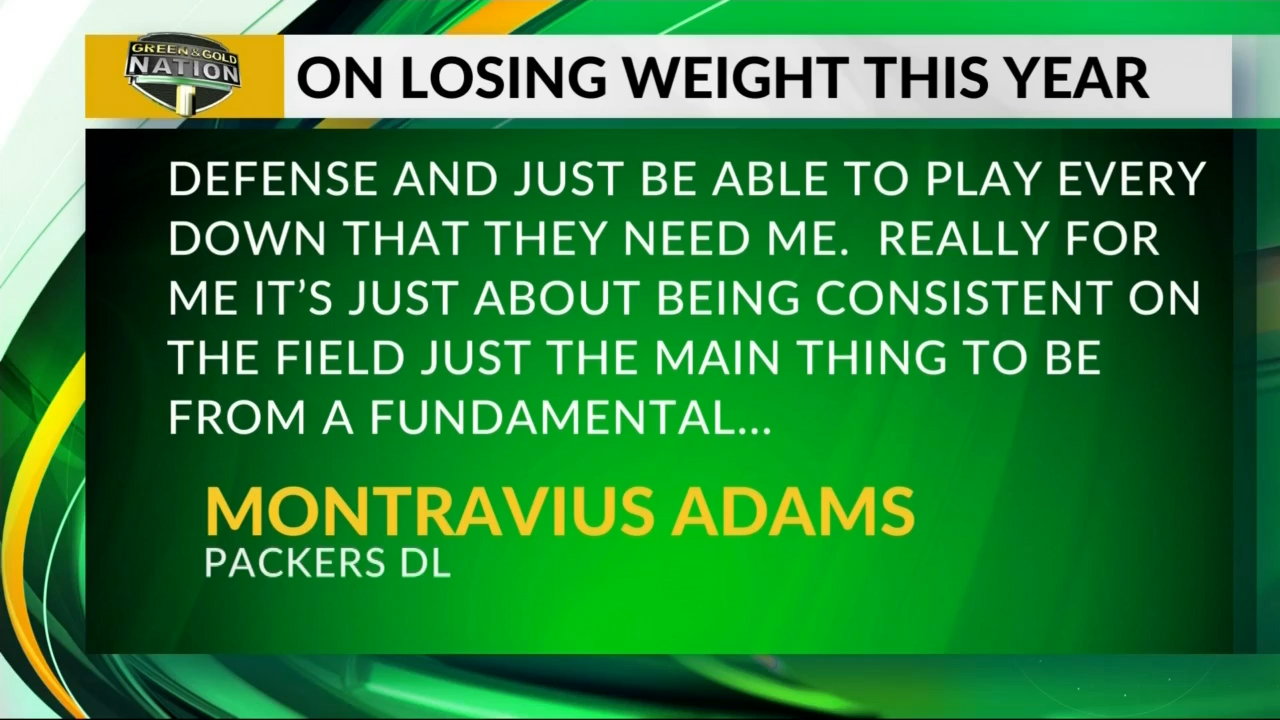 GREEN & GOLD
NATION
ON LOSING WEIGHT THIS YEAR
DEFENSE AND JUST BE ABLE TO PLAY EVERY
DOWN THAT THEY NEED ME.  REALLY FOR
ME IT'S JUST ABOUT BEING CONSISTENT ON
THE FIELD JUST THE MAIN THING TO BE
FROM A FUNDAMENTAL...
MONTRAVIUS ADAMS
PACKERS DL